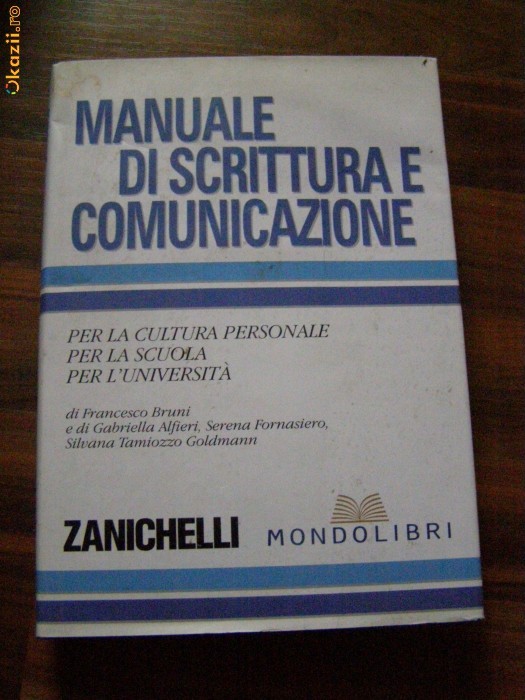 Okazii.ro
MANUALE
DI SCRITTURA E
COMUNICAZIONE
PER LA CULTURA PERSONALE
PER LA SCUOLA
PER L'UNIVERSITÀ
di Francesco Bruni
e di Gabriella Alfieri, Serena Fornasiero,
Silvana Tamiozzo Goldmann
ZANICHELLI
MONDOLIBRI